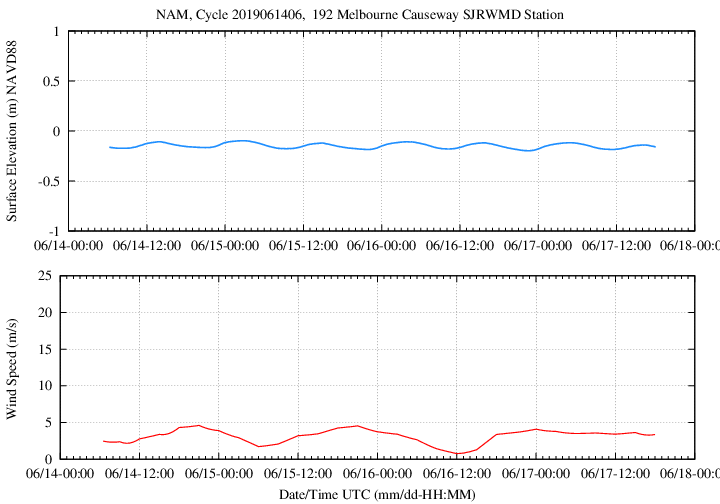 NAM, Cycle 2019061406,  192 Melbourne Causeway SJRWMD Station
Surface Elevation (m) NAVD88
1
0.5
0
-0.5
-1
06/14-00:00 06/14-12:00 06/15-00:00 06/15-12:00 06/16-00:00 06/16-12:00 06/17-00:00 06/17-12:00 06/18-0
Wind Speed (m/s)
25
20
15
10
5
0
06/14-00:00 06/14-12:00 06/15-00:00 06/15-12:00 06/16-00:00 06/16-12:00 06/17-00:00 06/17-12:00 06/18-0
Date/Time UTC (mm/dd-HH:MM)